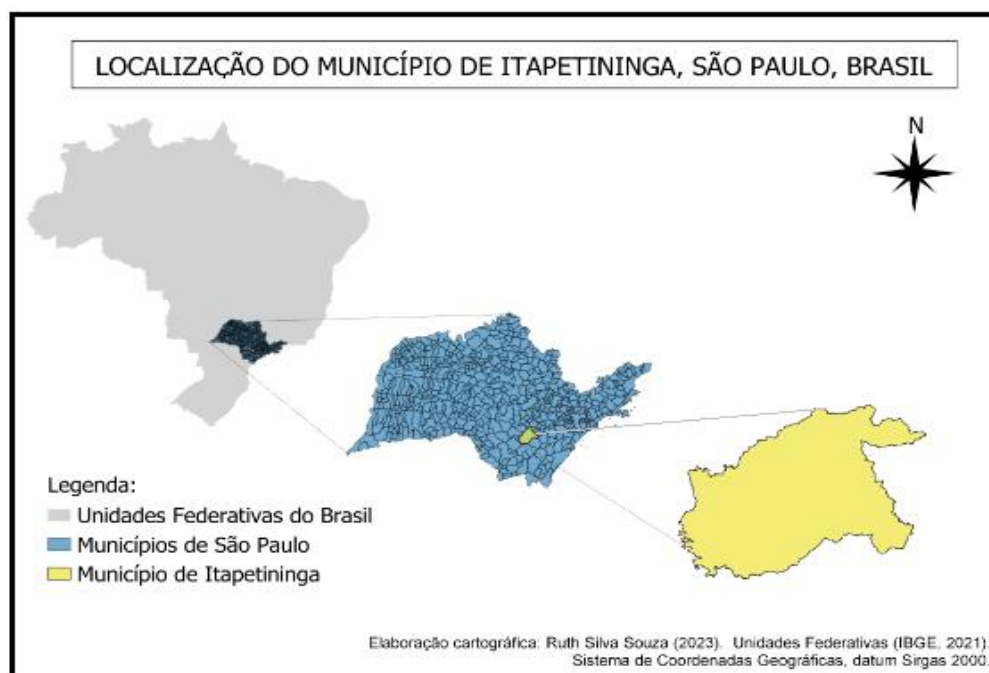 LOCALIZAÇÃO DO MUNICÍPIO DE ITAPETININGA, SÃO PAULO, BRASIL
N
Legenda:
Unidades Federativas do Brasil
Municípios de São Paulo
Município de Itapetininga
Elaboração cartográfica: Ruth Silva Souza (2023). Unidades Federativas (IBGE, 2021).
Sistema de Coordenadas Geográficas, datum Sirgas 2000.